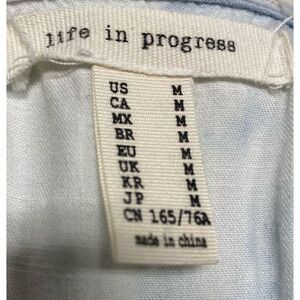 life in progress
US M
CA M
MX M
BR M
EU M
UK M
KR M
JP M
CN 165/76A
made in china